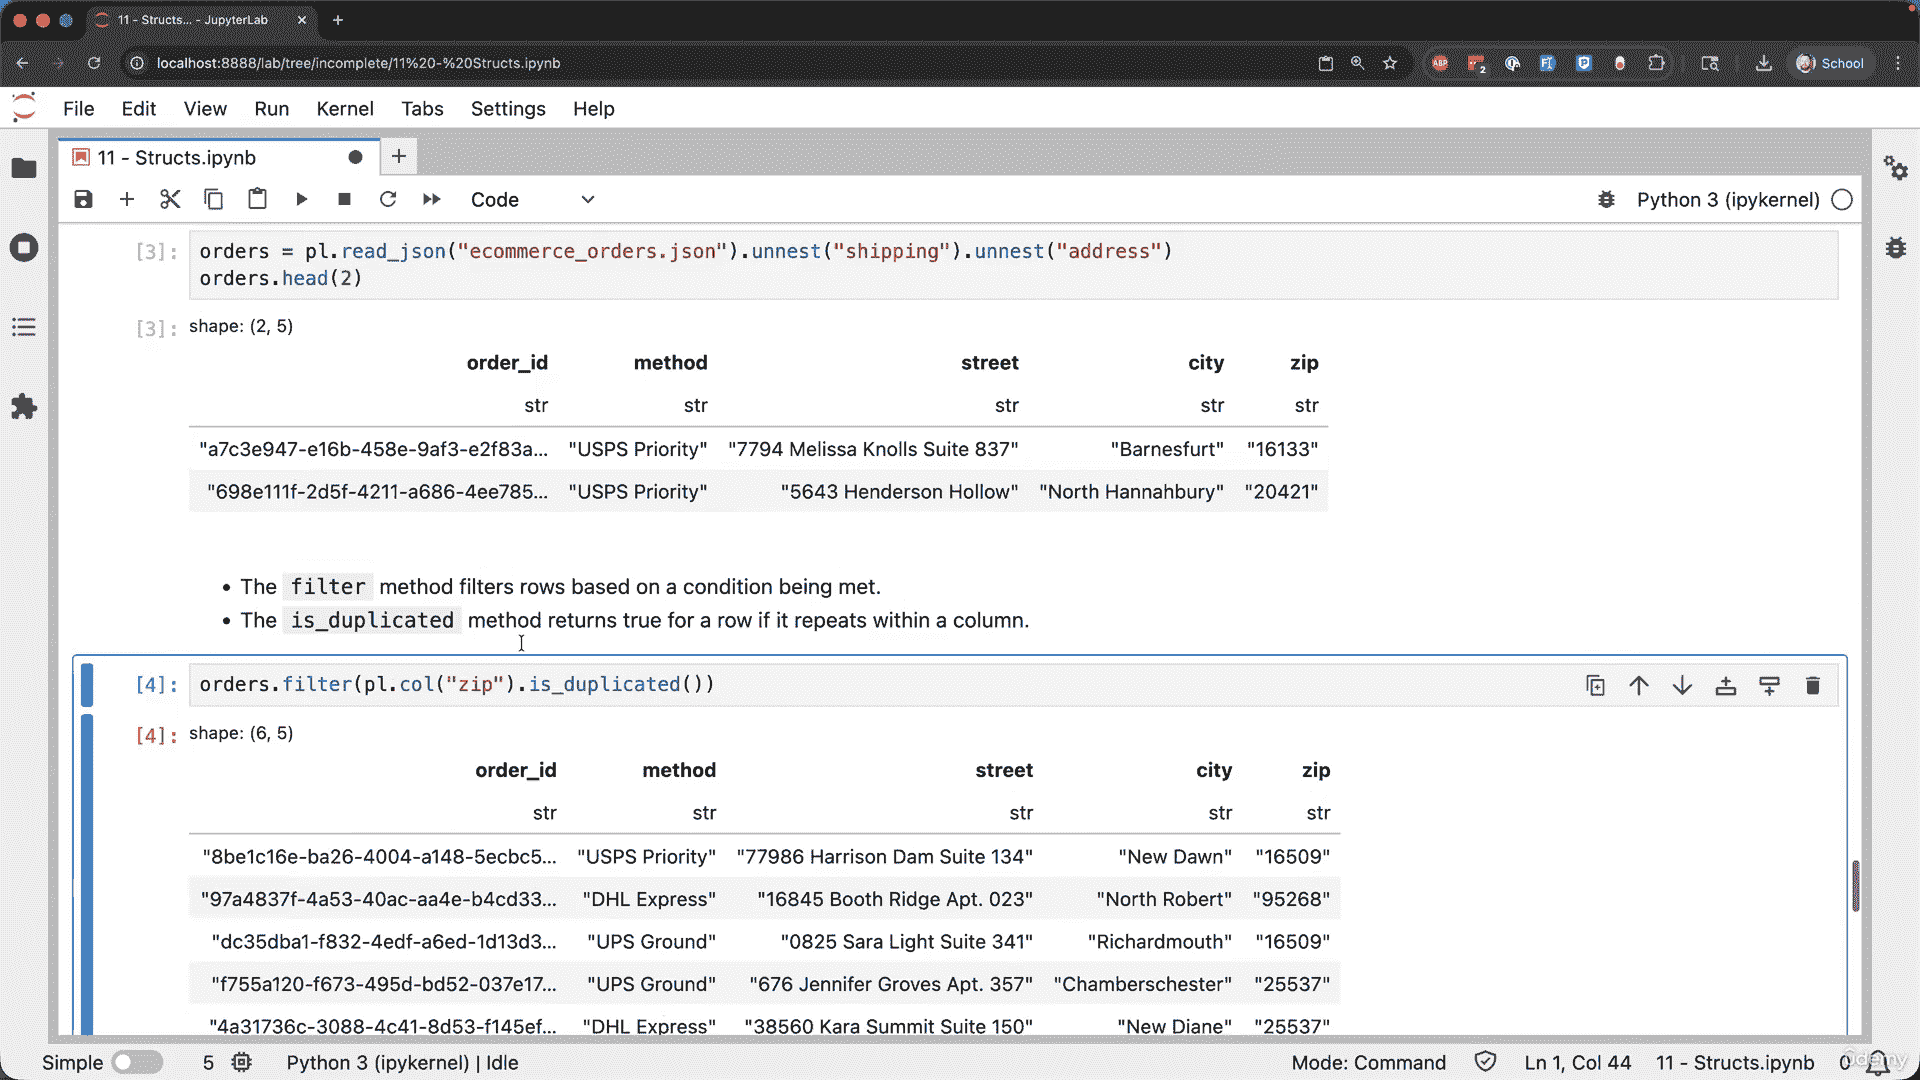 11 - Structs... - JupyterLab
localhost:8888/lab/tree/incomplete/11%20-%20Structs.ipynb
ABP
2
School
File Edit View Run Kernel Tabs Settings Help
11 - Structs.ipynb
Code
Python 3 (ipykernel)
[3]: orders = pl.read_json("ecommerce_orders.json").unnest("shipping").unnest("address")
orders.head(2)
[3]: shape: (2, 5)
order_id method street city zip
str str str str str
"a7c3e947-e16b-458e-9af3-e2f83a... "USPS Priority" "7794 Melissa Knolls Suite 837" "Barnesfurt" "16133"
"698e111f-2d5f-4211-a686-4ee785... "USPS Priority" "5643 Henderson Hollow" "North Hannahbury" "20421"
• The filter method filters rows based on a condition being met.
• The is_duplicated method returns true for a row if it repeats within a column.
[4]: orders.filter(pl.col("zip").is_duplicated())
[4]: shape: (6, 5)
order_id method street city zip
str str str str str
"8be1c16e-ba26-4004-a148-5ecbc5... "USPS Priority" "77986 Harrison Dam Suite 134" "New Dawn" "16509"
"97a4837f-4a53-40ac-aa4e-b4cd33... "DHL Express" "16845 Booth Ridge Apt. 023" "North Robert" "95268"
"dc35dba1-f832-4edf-a6ed-1d13d3... "UPS Ground" "0825 Sara Light Suite 341" "Richardmouth" "16509"
"f755a120-f673-495d-bd52-037e17... "UPS Ground" "676 Jennifer Groves Apt. 357" "Chamberschester" "25537"
"4a31736c-3088-4c41-8d53-f145ef... "DHL Express" "38560 Kara Summit Suite 150" "New Diane" "25537"
Simple 5 Python 3 (ipykernel) | Idle Mode: Command Ln 1, Col 44 11 - Structs.ipynb 0
udemy